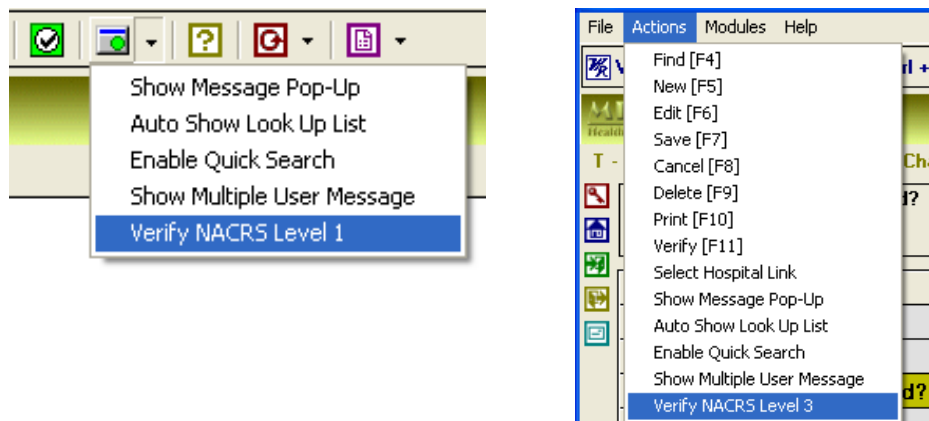 Show Message Pop-Up
Auto Show Look Up List
Enable Quick Search
Show Multiple User Message
Verify NACRS Level 1
File Actions Modules Help
Find [F4]
New [F5]
Edit [F6]
Save [F7]
Cancel [F8]
Delete [F9]
Print [F10]
Verify [F11]
Select Hospital Link
Show Message Pop-Up
Auto Show Look Up List
Enable Quick Search
Show Multiple User Message
Verify NACRS Level 3